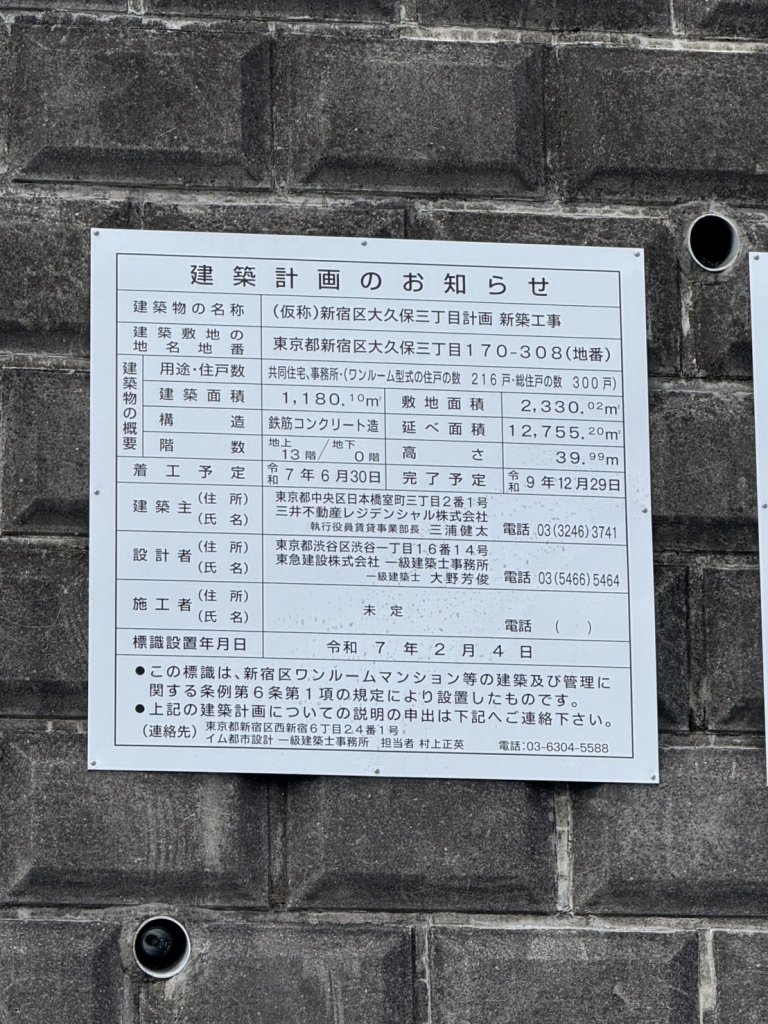 建築計画のお知らせ
建築物の名称 (仮称)新宿区大久保三丁目計画 新築工事
建築敷地の地名地番 東京都新宿区大久保三丁目170-308(地番)
建築物の概要
用途・住戸数 共同住宅、事務所・(ワンルーム型式の住戸の数 216戸・総住戸の数 300戸)
建築面積 1,180.10㎡ 敷地面積 2,330.02㎡
構造 鉄筋コンクリート造 延べ面積 12,755.20㎡
階数 地上13階/地下0階 高さ 39.99m
着工予定 令和7年6月30日 完了予定 令和9年12月29日
建築主 (住所) 東京都中央区日本橋室町三丁目2番1号
(氏名) 三井不動産レジデンシャル株式会社
執行役員賃貸事業部長 三浦健太 電話 03(3246)3741
設計者 (住所) 東京都渋谷区渋谷一丁目16番14号
(氏名) 東急建設株式会社 一級建築士事務所
一級建築士 大野芳俊 電話 03(5466)5464
施工者 (住所)
(氏名) 未定
電話 ( )
標識設置年月日 令和 7年 2月 4日
●この標識は、新宿区ワンルームマンション等の建築及び管理に
関する条例第6条第1項の規定により設置したものです。
●上記の建築計画についての説明の申出は下記へご連絡下さい。
(連絡先) 東京都新宿区西新宿6丁目24番1号
イム都市設計 一級建築士事務所 担当者 村上正英 電話:03-6304-5588